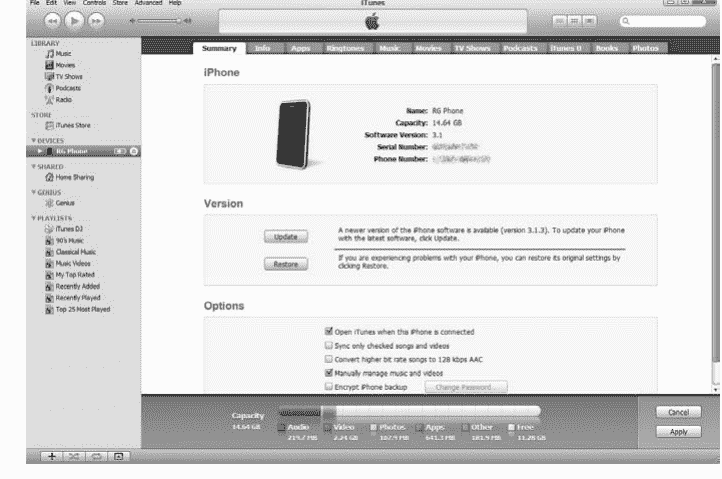 File Edit View Controls Store Advanced Help
iTunes
LIBRARY
Music
Movies
TV Shows
Podcasts
Radio
STORE
iTunes Store
DEVICES
RG Phone
SHARED
Home Sharing
GENIUS
Genius
PLAYLISTS
iTunes DJ
90's Music
Classical Music
Music Videos
My Top Rated
Recently Added
Recently Played
Top 25 Most Played
Summary Info Apps Ringtones Music Movies TV Shows Podcasts iTunes U Books Photos
iPhone
Name: RG Phone
Capacity: 14.64 GB
Software Version: 3.1
Serial Number:
Phone Number:
Version
Update
A newer version of the iPhone software is available (version 3.1.3). To update your iPhone
with the latest software, click Update.
Restore
If you are experiencing problems with your iPhone, you can restore its original settings by
clicking Restore.
Options
Open iTunes when this iPhone is connected
Sync only checked songs and videos
Convert higher bit rate songs to 128 kbps AAC
Manually manage music and videos
Encrypt iPhone backup Change Password...
Capacity
14.64 GB
Audio Video Photos Apps Other Free
2.24 GB 11.28 GB
Cancel
Apply